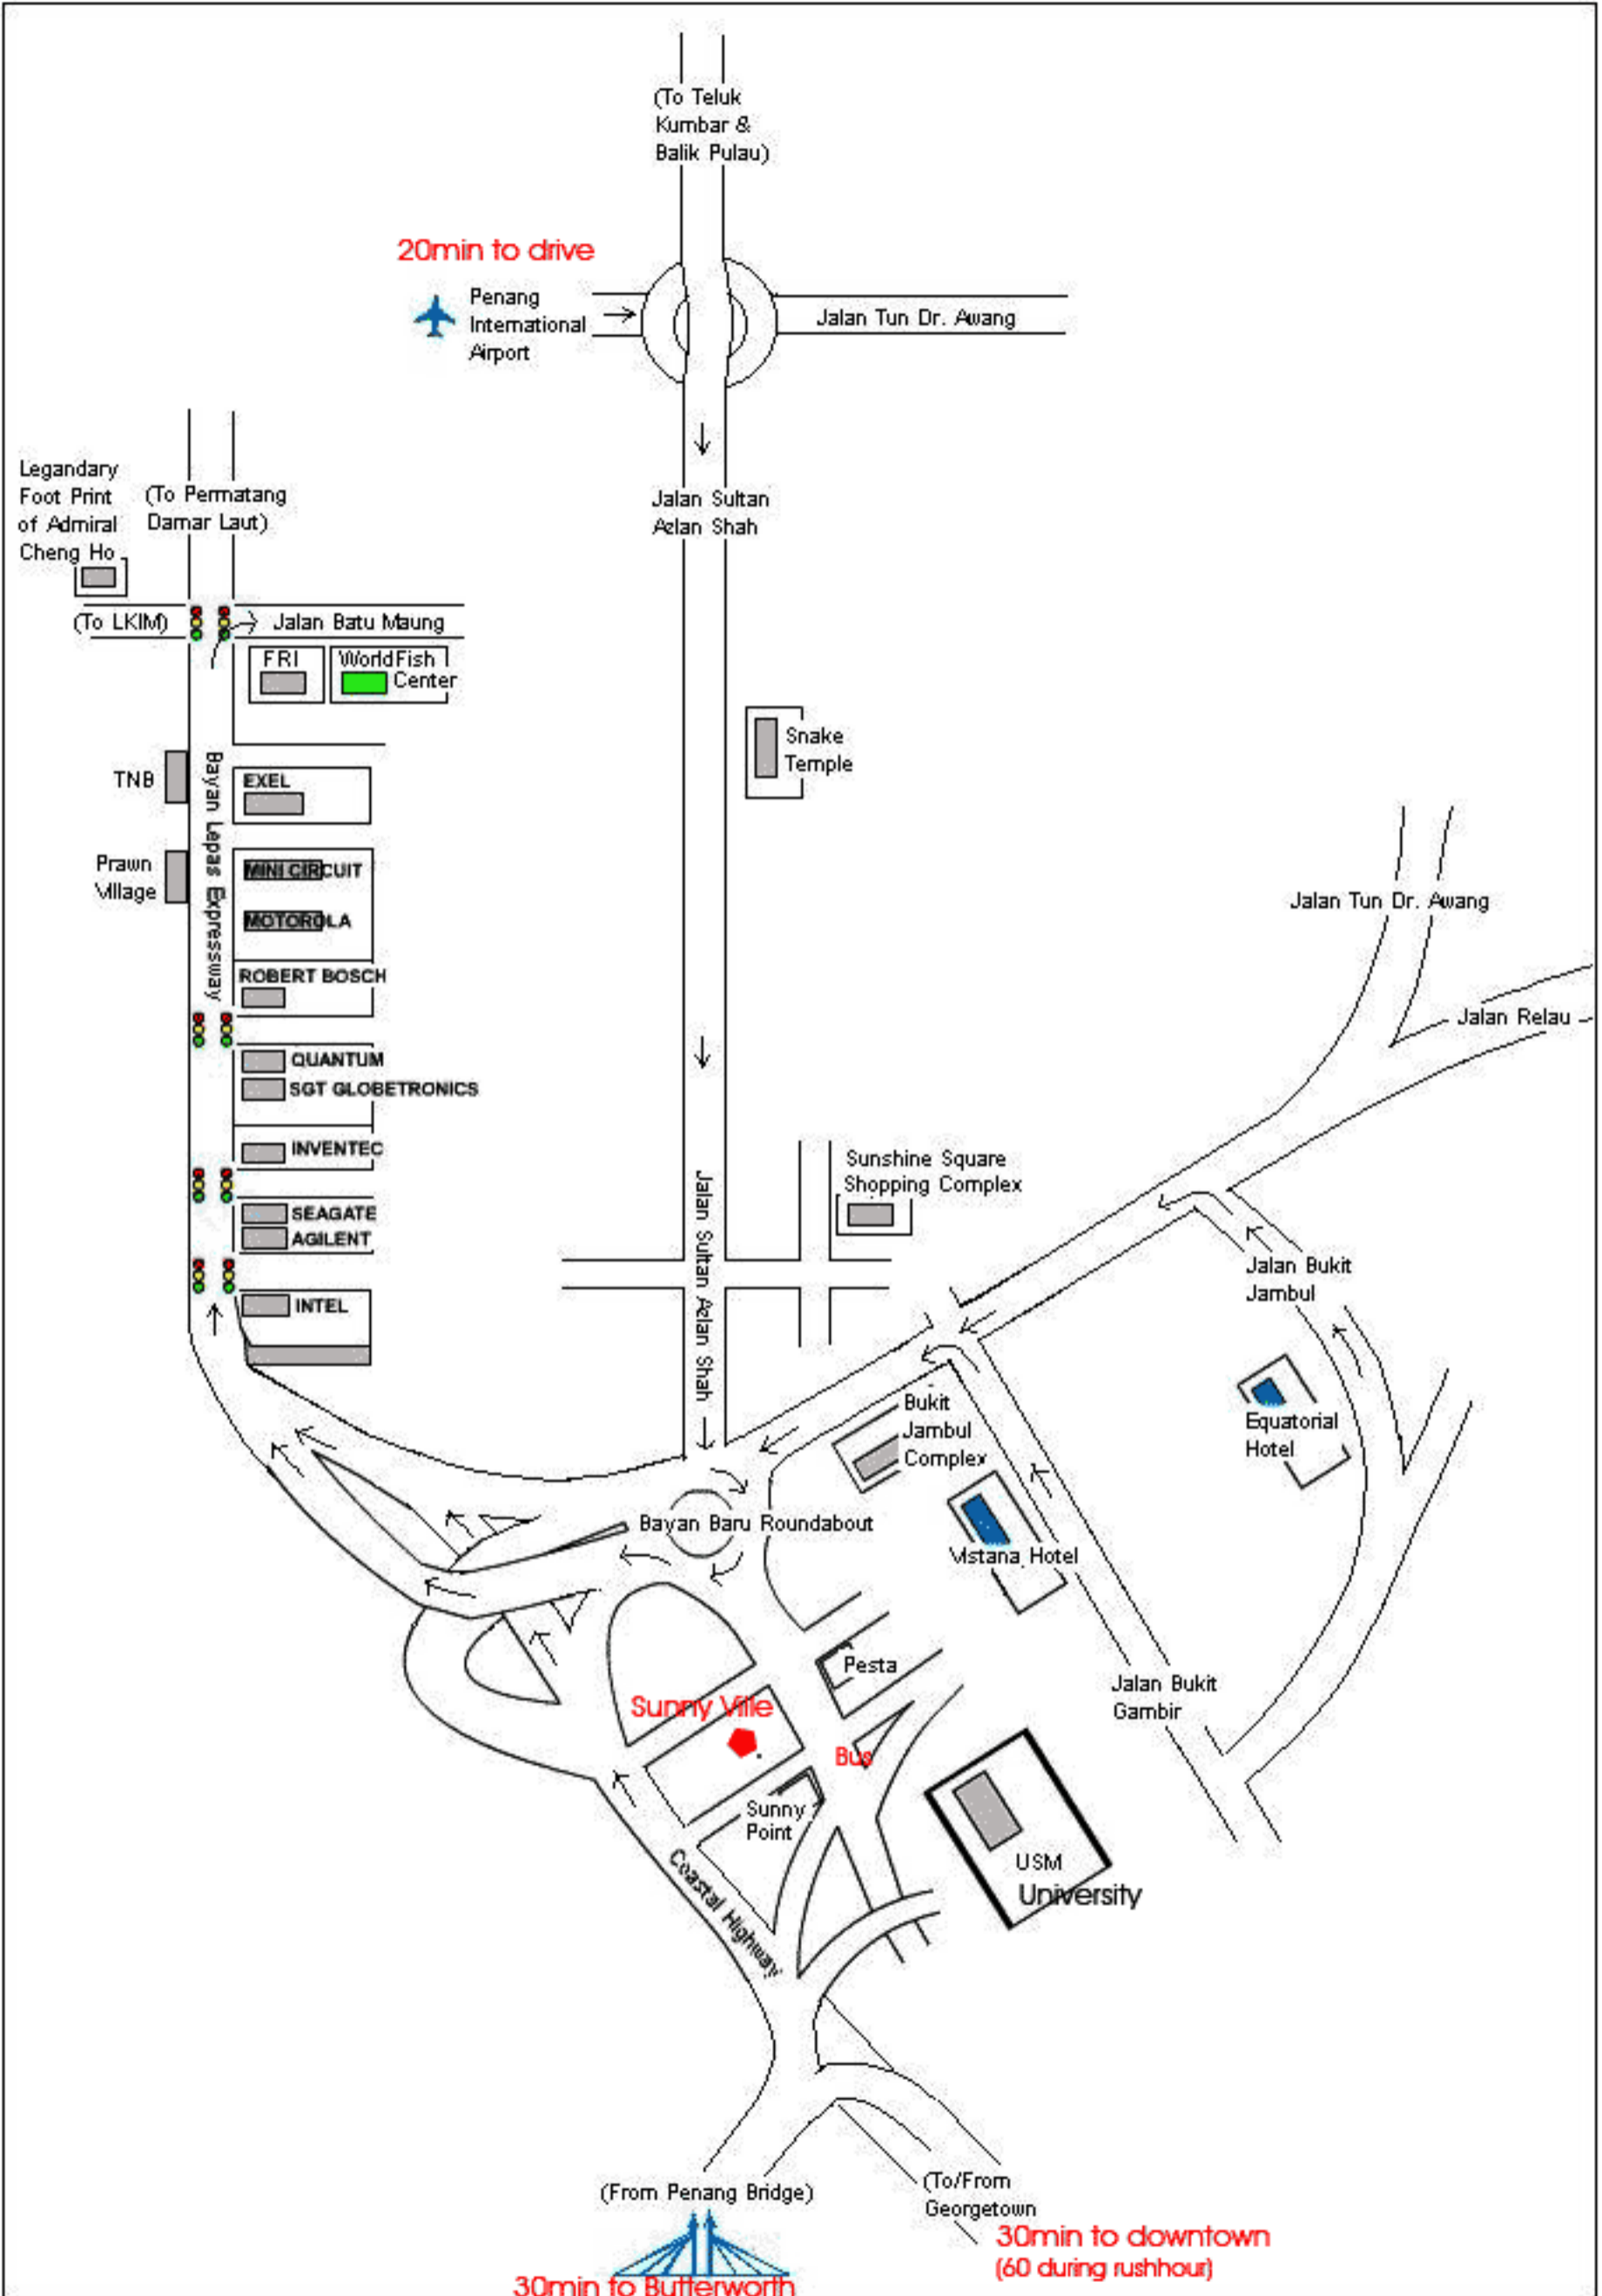 (To Teluk
Kumbar &
Balik Pulau)
20min to drive
Penang
International
Airport
Jalan Tun Dr. Awang
Legandary
Foot Print
of Admiral
Cheng Ho
(To Permatang
Damar Laut)
Jalan Sultan
Azlan Shah
(To LKIM)
Jalan Batu Maung
FRI
WorldFish
Center
Snake
Temple
TNB
EXEL
Bayan Lepas Expressway
Prawn
Village
MINI CIRCUIT
MOTOROLA
ROBERT BOSCH
Jalan Tun Dr. Awang
Jalan Relau
QUANTUM
SGT GLOBETRONICS
INVENTEC
SEAGATE
AGILENT
INTEL
Jalan Sultan Azlan Shah
Sunshine Square
Shopping Complex
Jalan Bukit
Jambul
Bukit
Jambul
Complex
Equatorial
Hotel
Bayan Baru Roundabout
Vistana Hotel
Pesta
Jalan Bukit
Gambir
Sunny Ville
Bus
Sunny
Point
USM
University
Coastal Highway
(From Penang Bridge)
(To/From
Georgetown
30min to downtown
(60 during rushhour)
30min to Butterworth